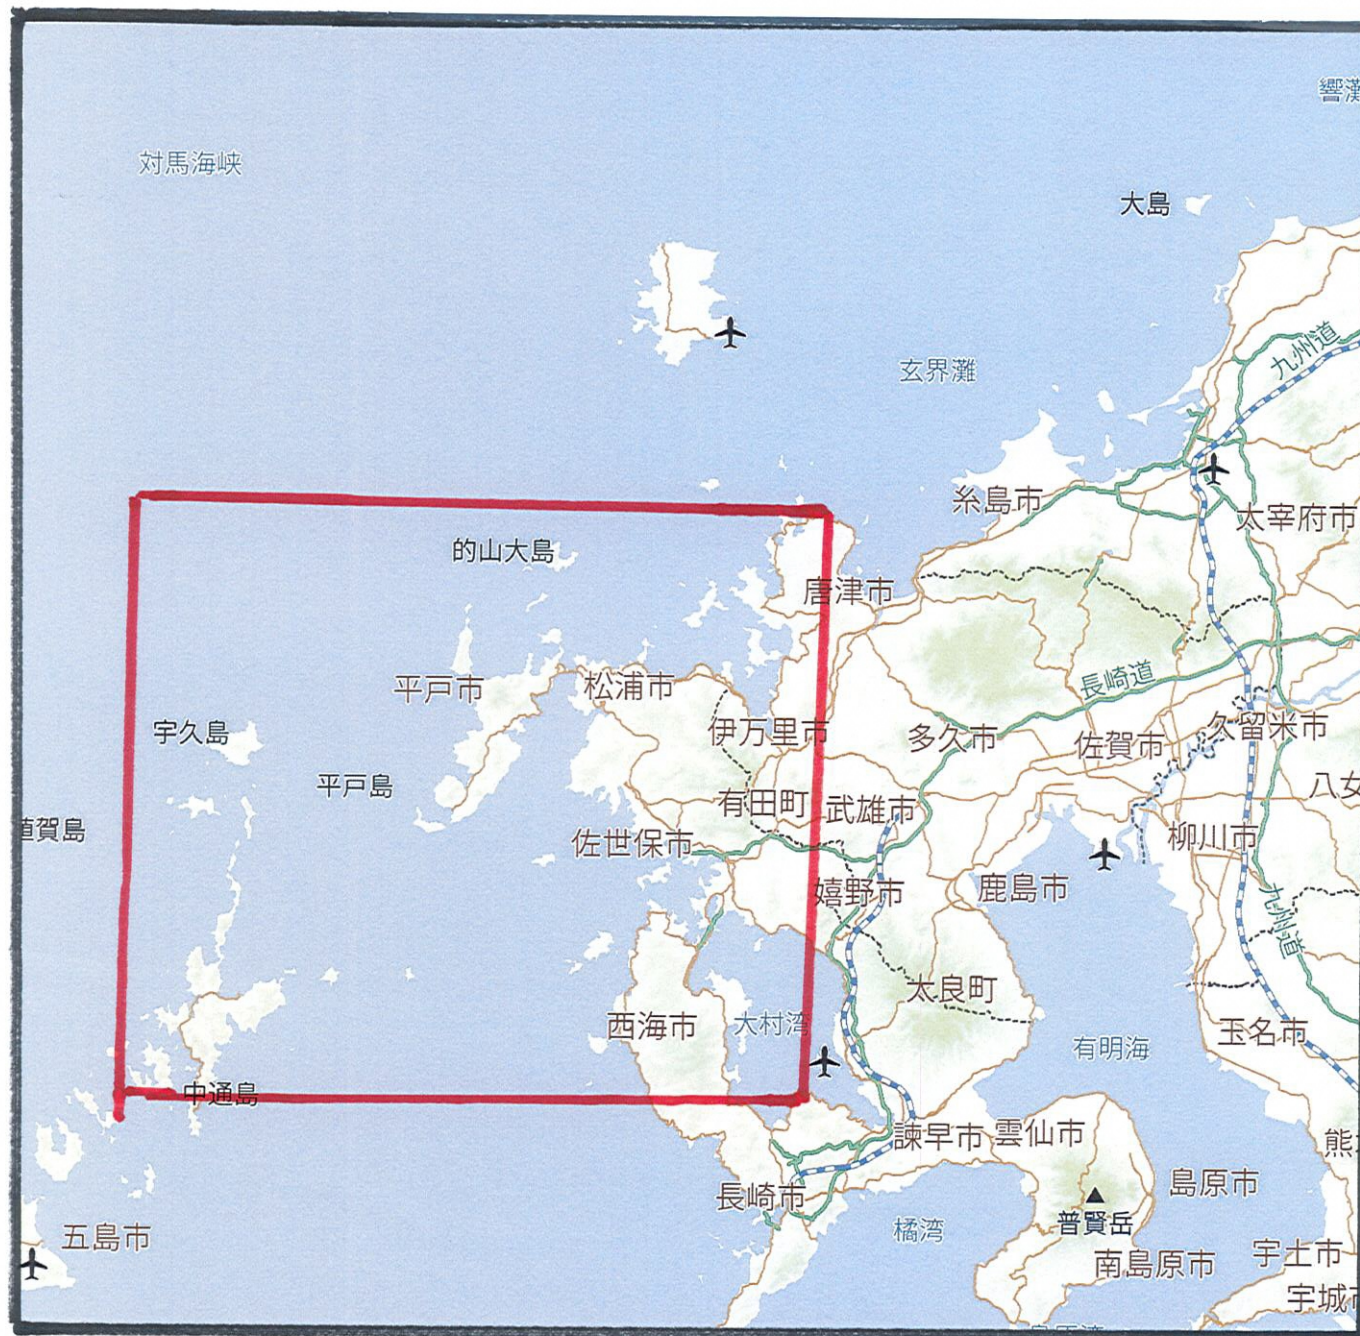 響灘
対馬海峡
大島
九州道
玄界灘
糸島市
太宰府市
的山大島
唐津市
長崎道
平戸市
松浦市
宇久島
伊万里市
多久市
佐賀市
久留米市
平戸島
有田町
武雄市
八女
値賀島
佐世保市
柳川市
嬉野市
鹿島市
九州道
太良町
西海市
大村湾
玉名市
有明海
中通島
諫早市
雲仙市
熊
長崎市
島原市
普賢岳
五島市
橘湾
南島原市
宇土市
宇城市